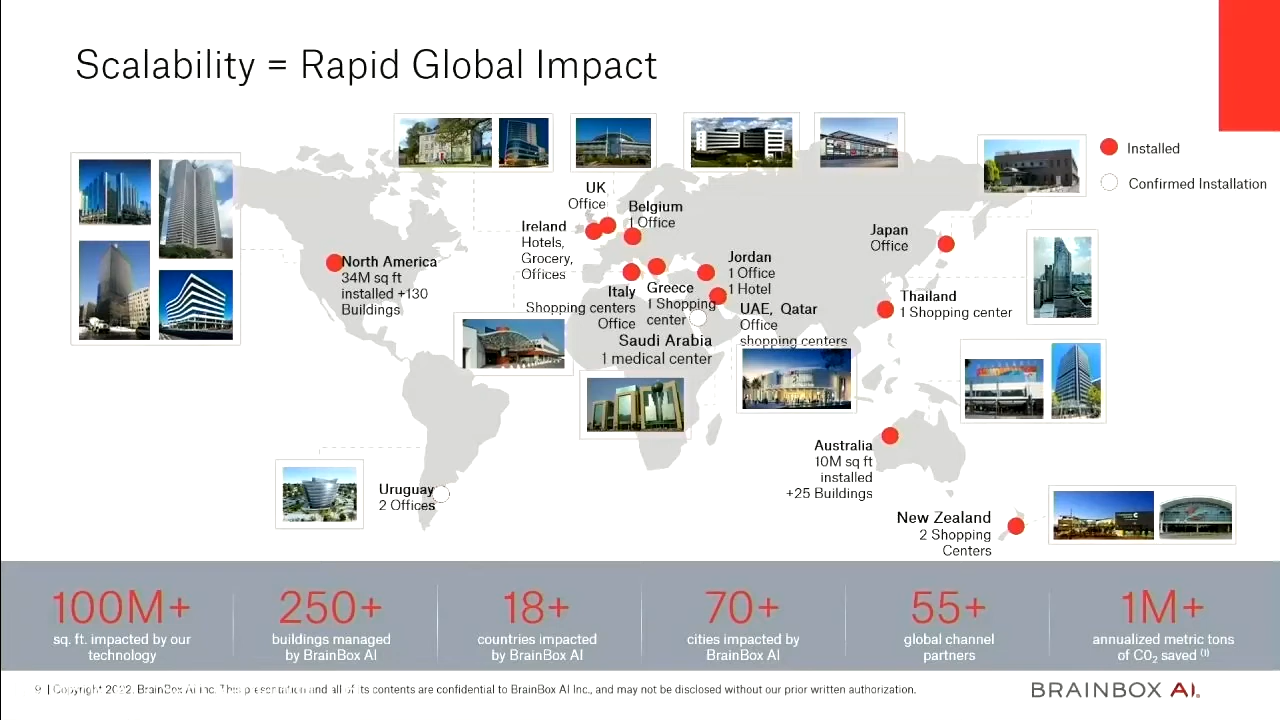 Scalability = Rapid Global Impact
Installed
Confirmed Installation
UK
Office
Belgium
1 Office
Ireland
Hotels,
Grocery,
Offices
Japan
Office
North America
34M sq ft
installed +130
Buildings
Jordan
1 Office
1 Hotel
Italy
Shopping centers
Office
Greece
1 Shopping
center
Thailand
1 Shopping center
UAE, Qatar
Office
shopping centers
Saudi Arabia
1 medical center
Australia
10M sq ft
installed
+25 Buildings
Uruguay
2 Offices
New Zealand
2 Shopping
Centers
100M+
sq. ft. impacted by our
technology
250+
buildings managed
by BrainBox AI
18+
countries impacted
by BrainBox AI
70+
cities impacted by
BrainBox AI
55+
global channel
partners
1M+
annualized metric tons
of CO2 saved (1)
9 | Copyright 2022. BrainBox AI Inc. This presentation and all of its contents are confidential to BrainBox AI Inc., and may not be disclosed without our prior written authorization.
BRAINBOX AI.